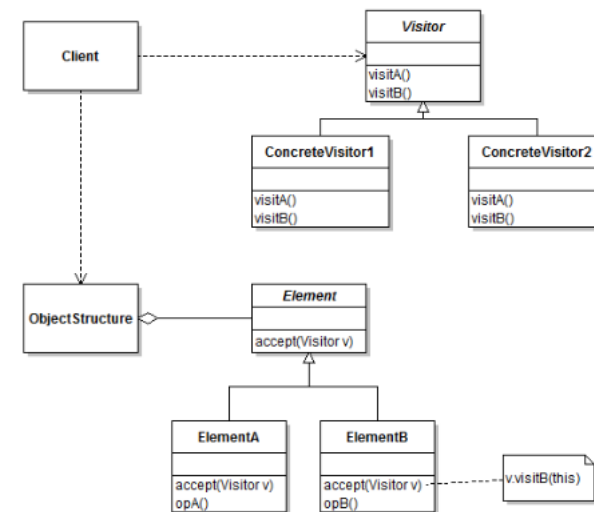 Visitor
Client
visitA()
visitB()
ConcreteVisitor1
ConcreteVisitor2
visitA()
visitB()
visitA()
visitB()
ObjectStructure
Element
accept(Visitor v)
ElementA
ElementB
accept(Visitor v)
opA()
accept(Visitor v)
opB()
v.visitB(this)